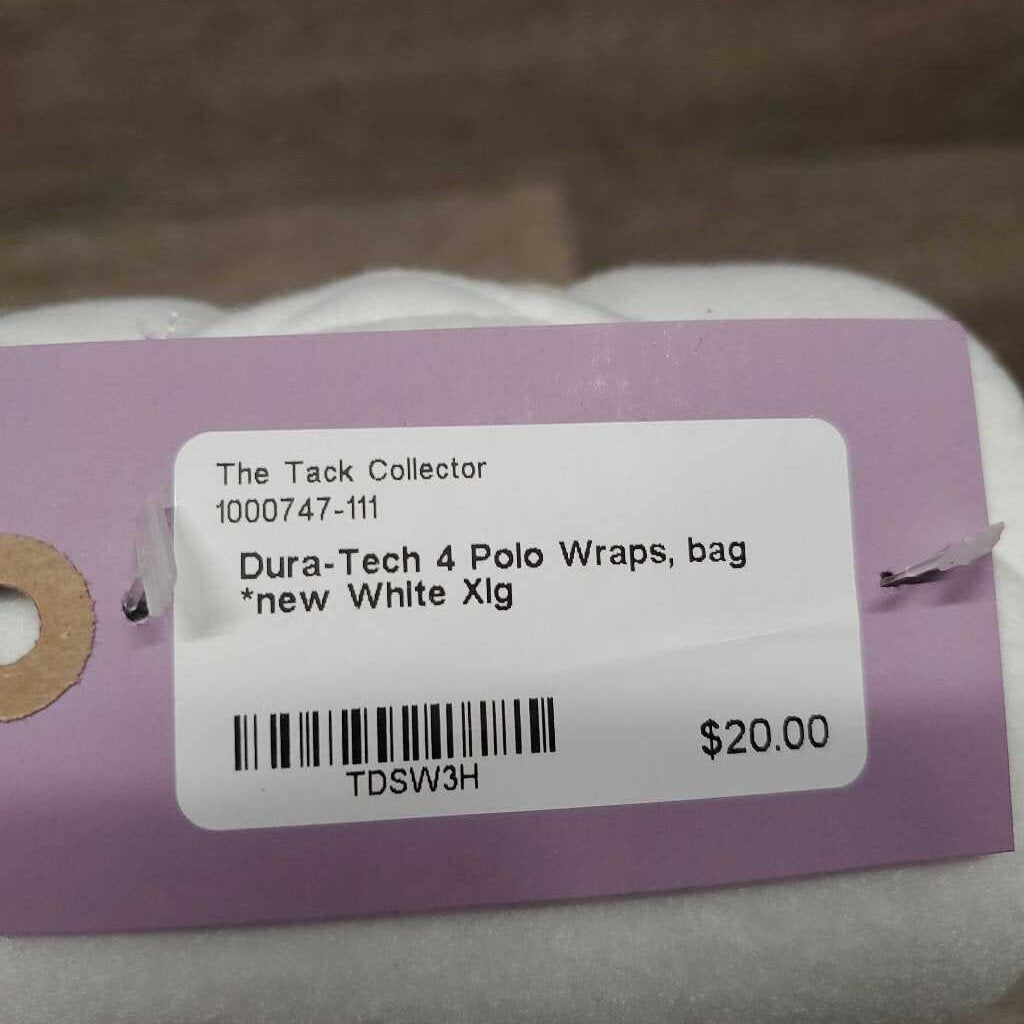 The Tack Collector
1000747-111
Dura-Tech 4 Polo Wraps, bag
*new White Xlg
TDSW3H
$20.00